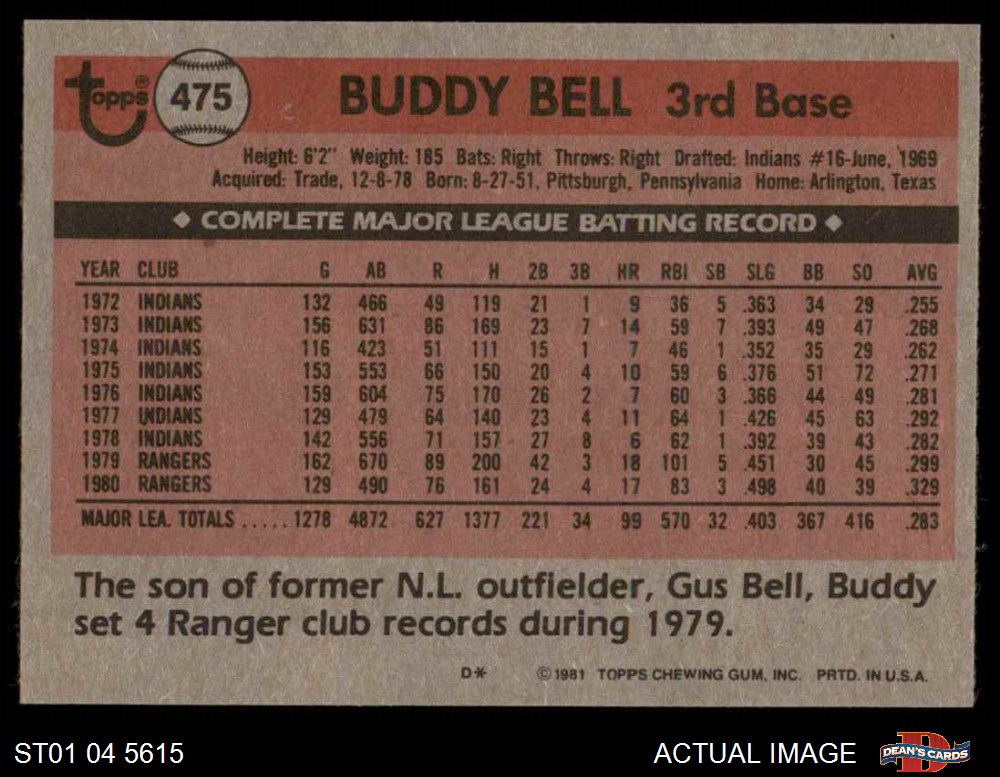 Topps® 475 BUDDY BELL 3rd Base
Height: 6'2" Weight: 185 Bats: Right Throws: Right Drafted: Indians #16-June, 1969
Acquired: Trade, 12-8-78 Born: 8-27-51, Pittsburgh, Pennsylvania Home: Arlington, Texas
◆ COMPLETE MAJOR LEAGUE BATTING RECORD ◆
YEAR CLUB G AB R H 2B 3B HR RBI SB SLG BB SO AVG
1972 INDIANS 132 466 49 119 21 1 9 36 5 .363 34 29 .255
1973 INDIANS 156 631 86 169 23 7 14 59 7 .393 49 47 .268
1974 INDIANS 116 423 51 111 15 1 7 46 1 .352 35 29 .262
1975 INDIANS 153 553 66 150 20 4 10 59 6 .376 51 72 .271
1976 INDIANS 159 604 75 170 26 2 7 60 3 .366 44 49 .281
1977 INDIANS 129 479 64 140 23 4 11 64 1 .426 45 63 .292
1978 INDIANS 142 556 71 157 27 8 6 62 1 .392 39 43 .282
1979 RANGERS 162 670 89 200 42 3 18 101 5 .451 30 45 .299
1980 RANGERS 129 490 76 161 24 4 17 83 3 .498 40 39 .329
MAJOR LEA. TOTALS ..... 1278 4872 627 1377 221 34 99 570 32 .403 367 416 .283
The son of former N.L. outfielder, Gus Bell, Buddy
set 4 Ranger club records during 1979.
D* ©1981 TOPPS CHEWING GUM, INC. PRTD. IN U.S.A.
ST01 04 5615 ACTUAL IMAGE DEAN'S CARDS